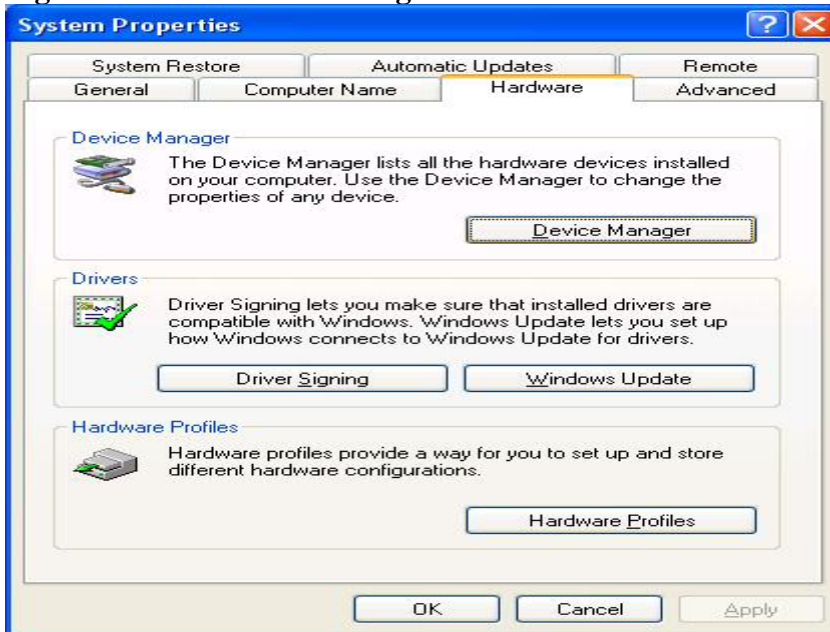 System Properties
?
X
System Restore Automatic Updates Remote
General Computer Name Hardware Advanced
Device Manager
The Device Manager lists all the hardware devices installed
on your computer. Use the Device Manager to change the
properties of any device.
Device Manager
Drivers
Driver Signing lets you make sure that installed drivers are
compatible with Windows. Windows Update lets you set up
how Windows connects to Windows Update for drivers.
Driver Signing Windows Update
Hardware Profiles
Hardware profiles provide a way for you to set up and store
different hardware configurations.
Hardware Profiles
OK Cancel Apply